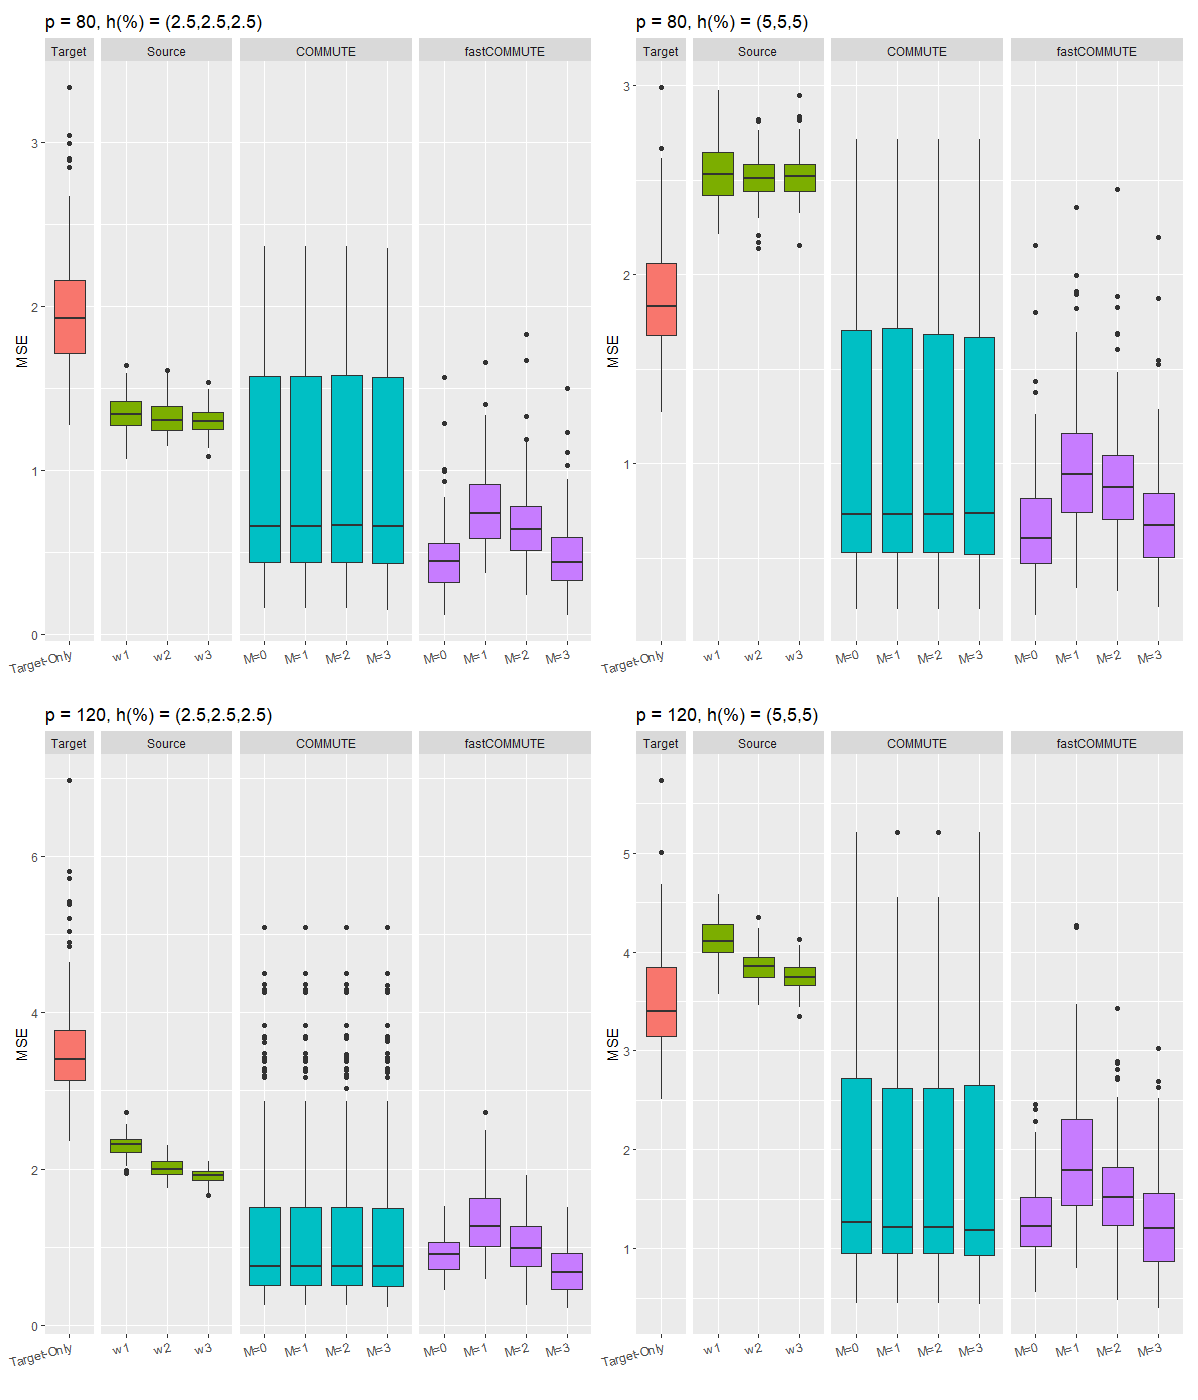 p = 80, h(%) = (2.5,2.5,2.5)
Target Source COMMUTE fastCOMMUTE
MSE
3
2
1
0
Target-Only w1 w2 w3 M=0 M=1 M=2 M=3 M=0 M=1 M=2 M=3
p = 80, h(%) = (5,5,5)
Target Source COMMUTE fastCOMMUTE
MSE
3
2
1
Target-Only w1 w2 w3 M=0 M=1 M=2 M=3 M=0 M=1 M=2 M=3
p = 120, h(%) = (2.5,2.5,2.5)
Target Source COMMUTE fastCOMMUTE
MSE
6
4
2
0
Target-Only w1 w2 w3 M=0 M=1 M=2 M=3 M=0 M=1 M=2 M=3
p = 120, h(%) = (5,5,5)
Target Source COMMUTE fastCOMMUTE
MSE
5
4
3
2
1
Target-Only w1 w2 w3 M=0 M=1 M=2 M=3 M=0 M=1 M=2 M=3